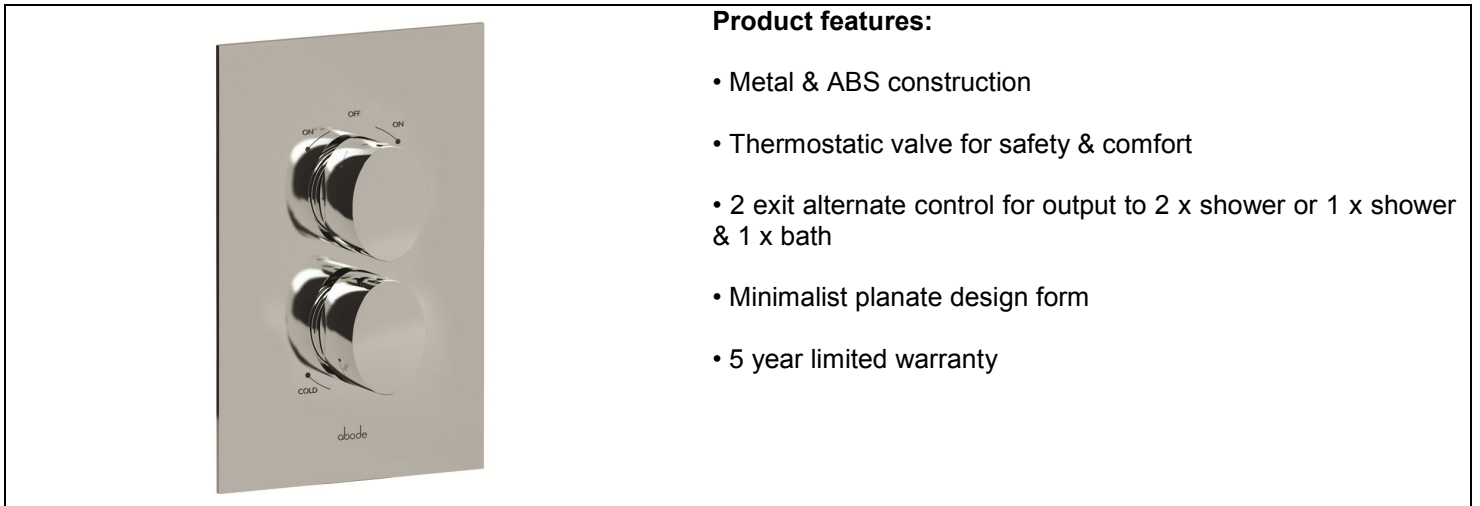 Product features:
• Metal & ABS construction
• Thermostatic valve for safety & comfort
• 2 exit alternate control for output to 2 x shower or 1 x shower
& 1 x bath
• Minimalist planate design form
• 5 year limited warranty
OFF
ON
ON
COLD
abode